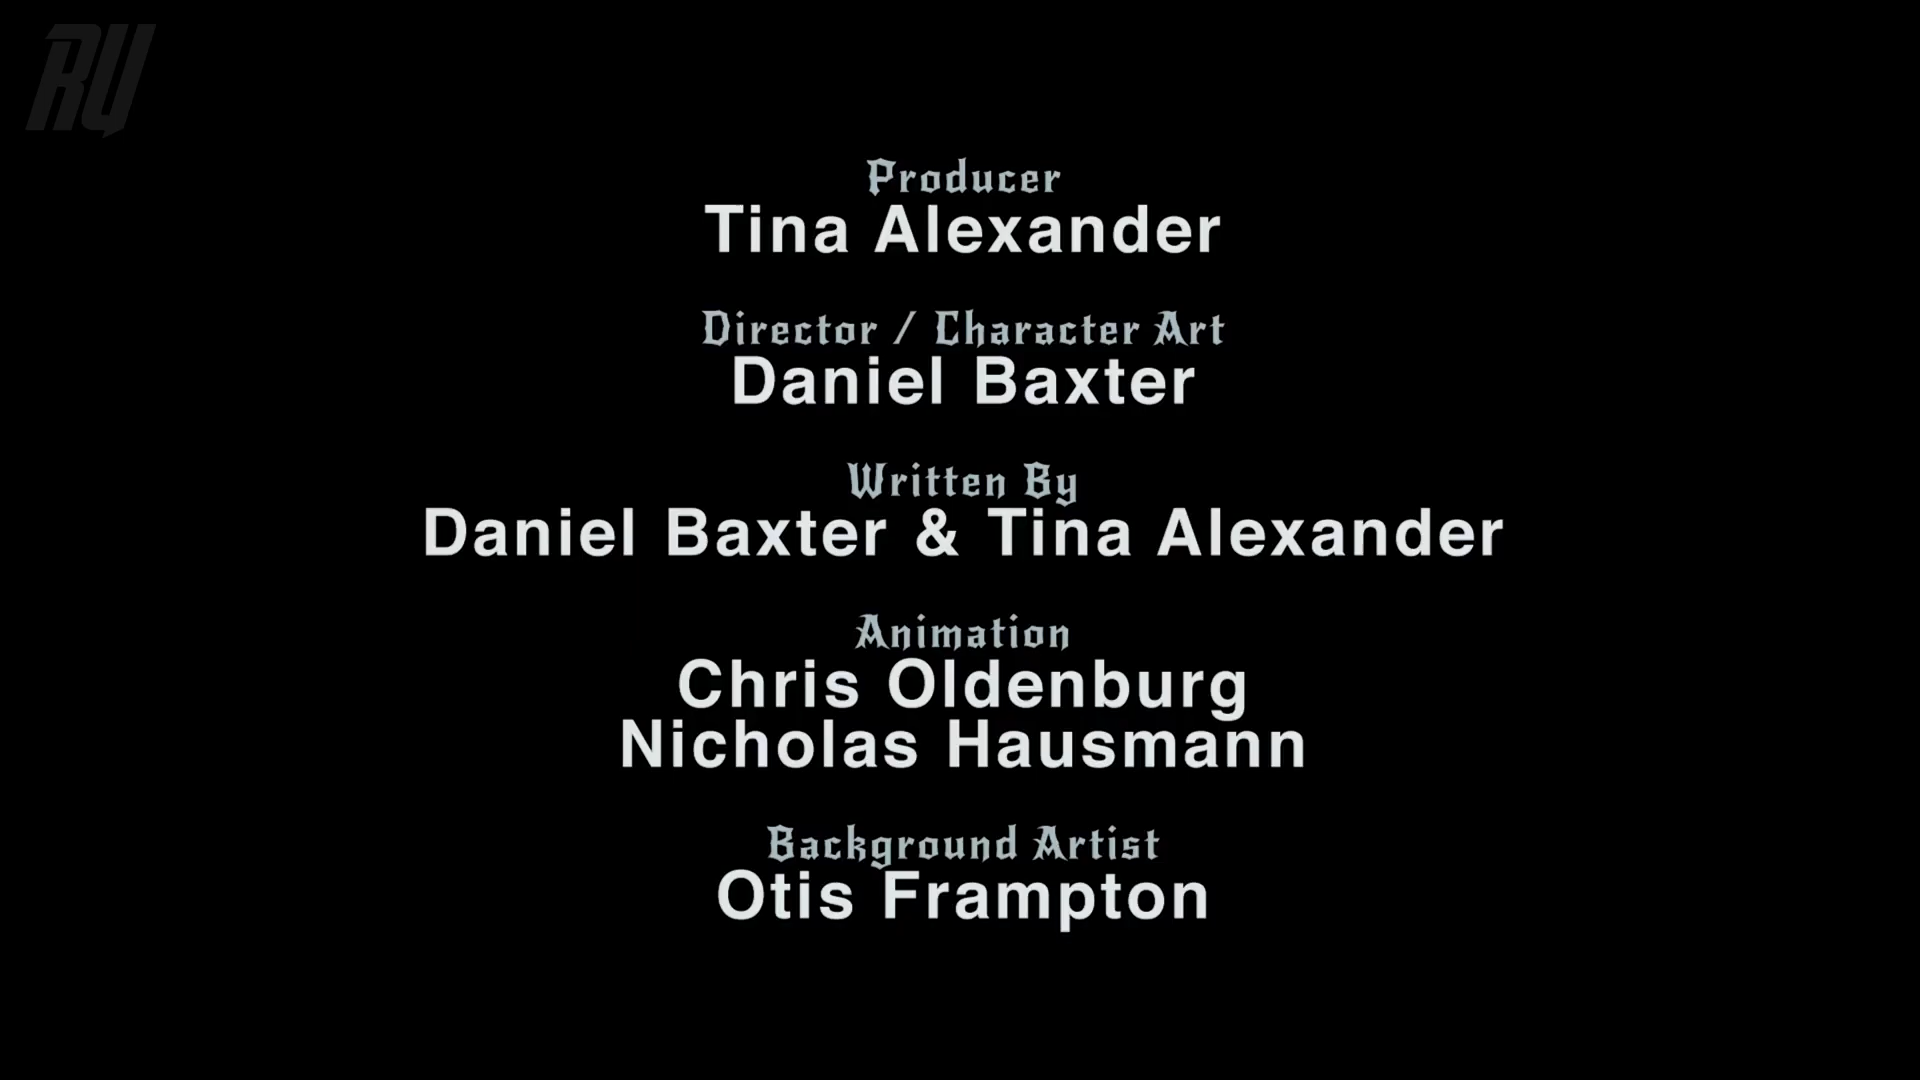 Producer
Tina Alexander
Director / Character Art
Daniel Baxter
Written By
Daniel Baxter & Tina Alexander
Animation
Chris Oldenburg
Nicholas Hausmann
Background Artist
Otis Frampton